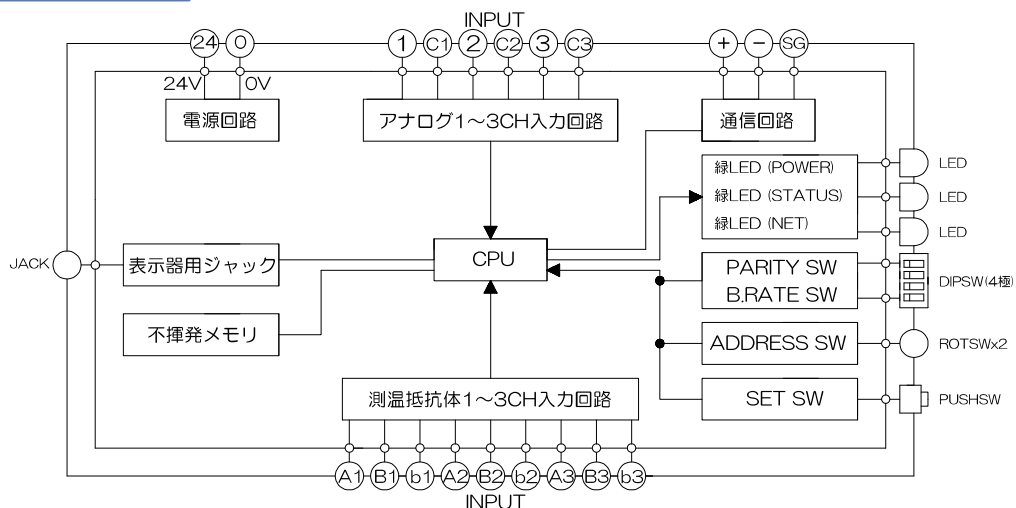 INPUT
24 0 1 C1 2 C2 3 C3 + - SG
24V 0V
電源回路 アナログ1～3CH入力回路 通信回路
緑LED (POWER) LED
緑LED (STATUS) LED
緑LED (NET) LED
JACK 表示器用ジャック CPU PARITY SW
B.RATE SW DIPSW(4極)
不揮発メモリ ADDRESS SW ROTSWx2
測温抵抗体1～3CH入力回路 SET SW PUSHSW
A1 B1 b1 A2 B2 b2 A3 B3 b3
INPUT